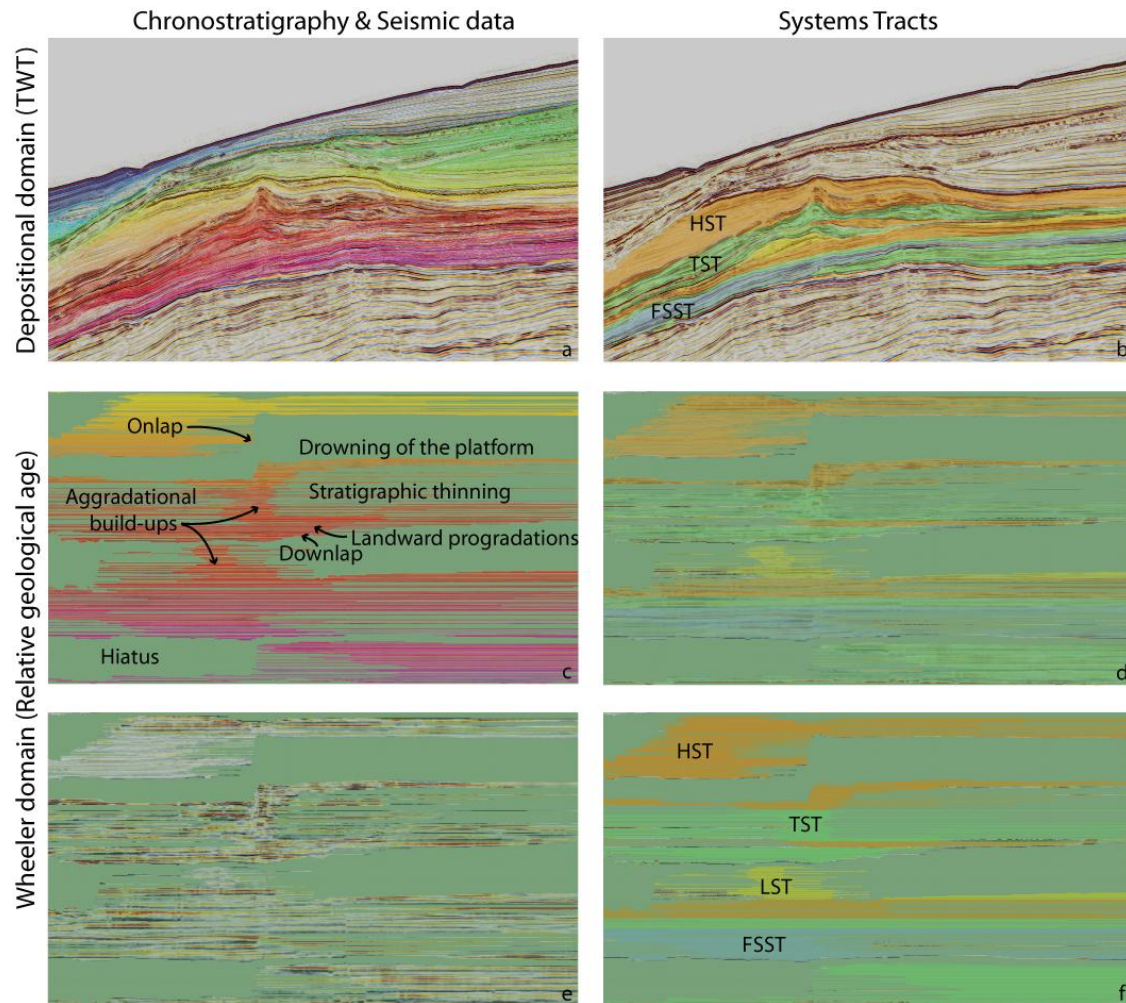 Chronostratigraphy & Seismic data
Systems Tracts
Depositional domain (TWT)
a
HST
TST
FSST
b
Wheeler domain (Relative geological age)
Onlap
Drowning of the platform
Aggradational
build-ups
Stratigraphic thinning
Landward progradations
Downlap
Hiatus
c
d
e
HST
TST
LST
FSST
f